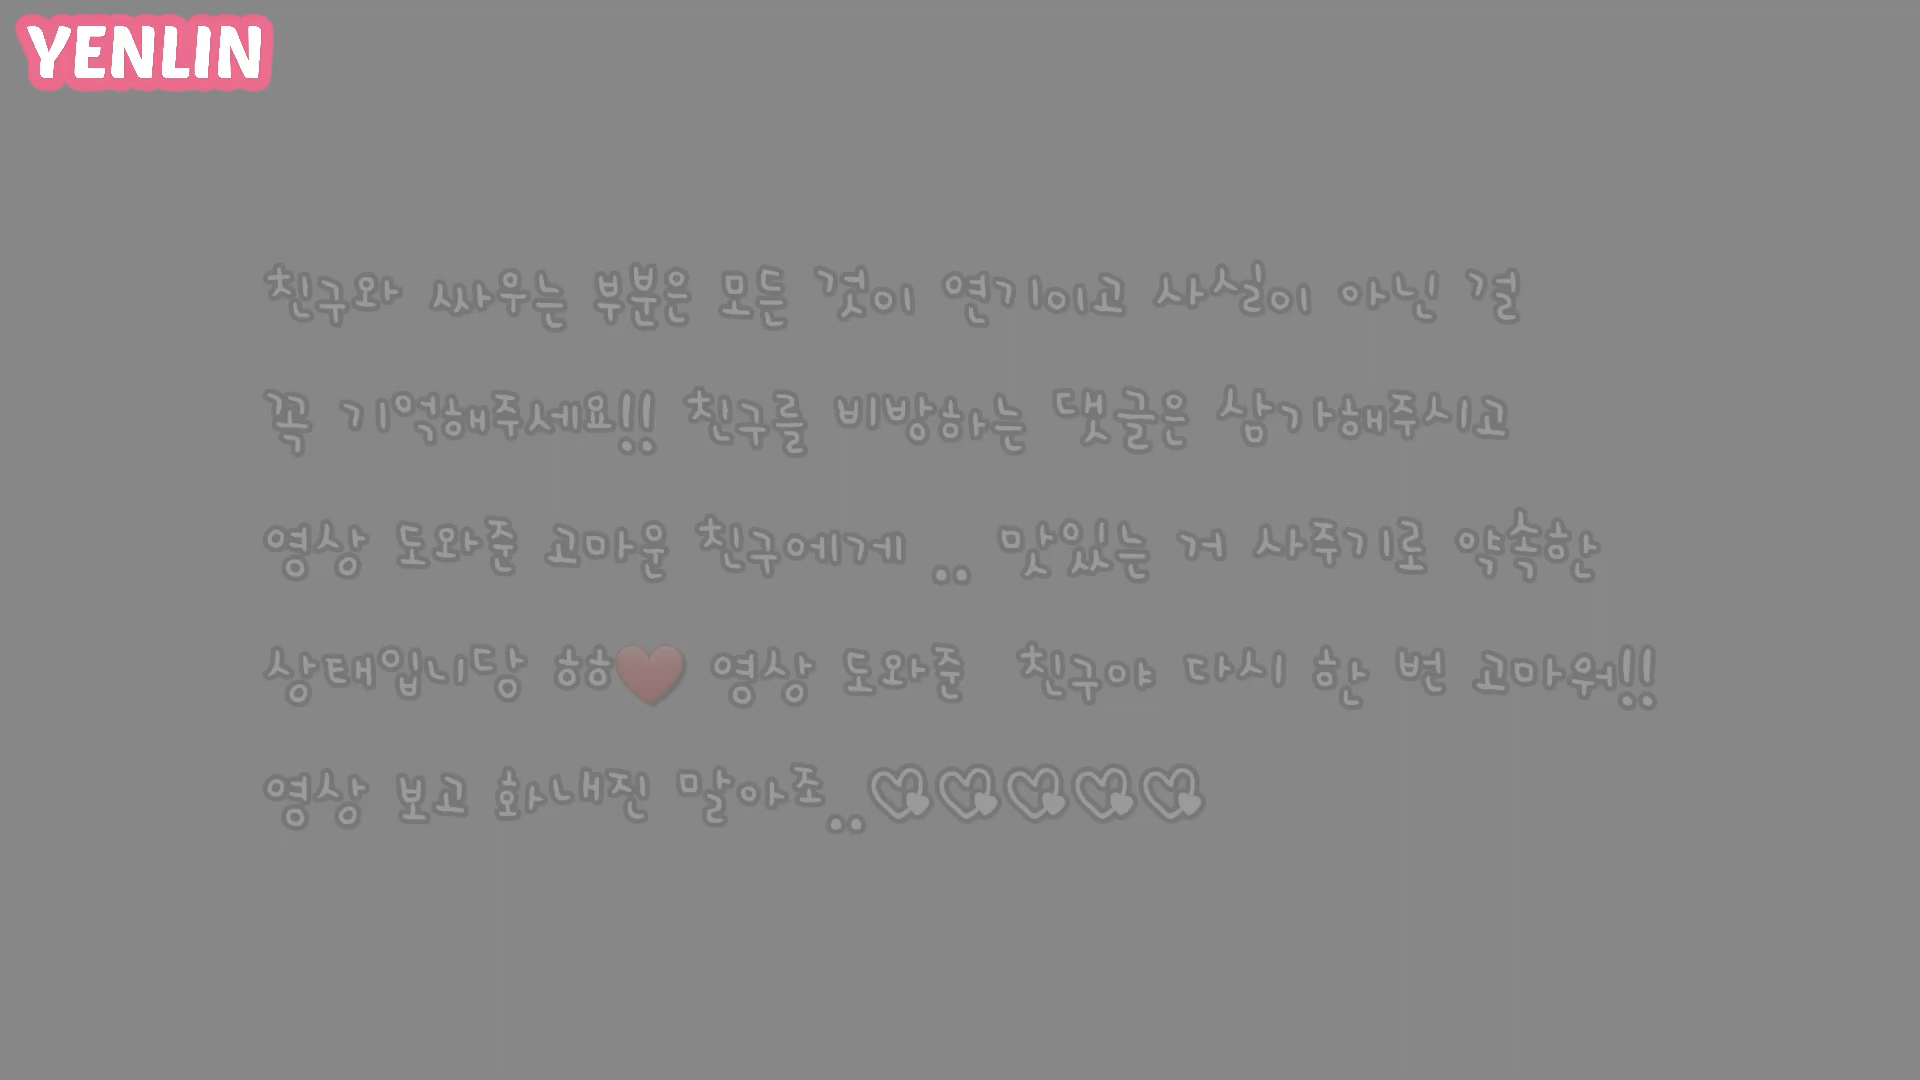 YENLIN
친구와 싸우는 부분은 모든 것이 연기이고 사실이 아닌 걸
꼭 기억해주세요!! 친구를 비방하는 댓글은 삼가해주시고
영상 도와준 고마운 친구에게 .. 맛있는 거 사주기로 약속한
상태입니당 하하❤️ 영상 도와준 친구야 다시 한 번 고마워!!
영상 보고 화내진 말아죠..💘💘💘💘💘